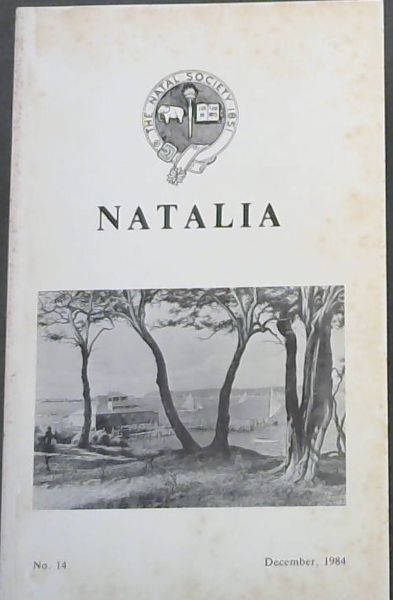 THE NATAL SOCIETY 1851
NATALIA
No. 14
December, 1984